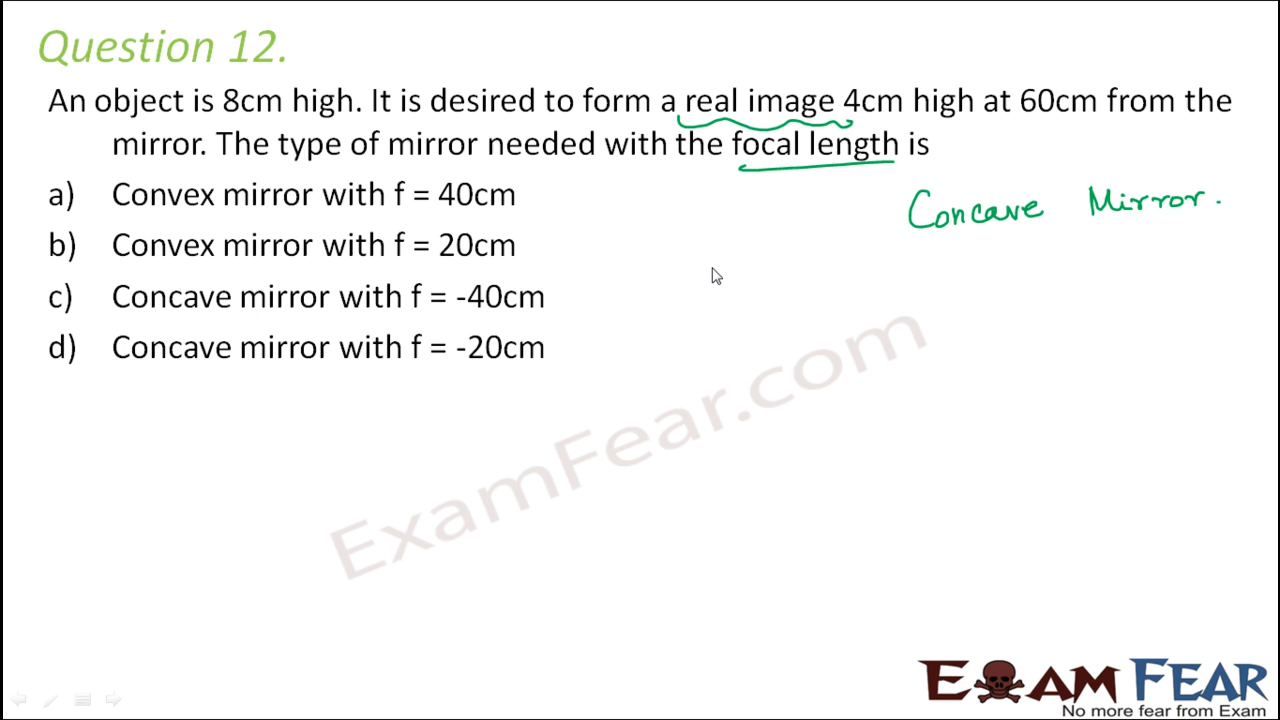 Question 12.
An object is 8cm high. It is desired to form a real image 4cm high at 60cm from the
mirror. The type of mirror needed with the focal length is
a) Convex mirror with f = 40cm
Concave Mirror.
b) Convex mirror with f = 20cm
c) Concave mirror with f = -40cm
d) Concave mirror with f = -20cm
ExamFear.com
EXAM FEAR
No more fear from Exam